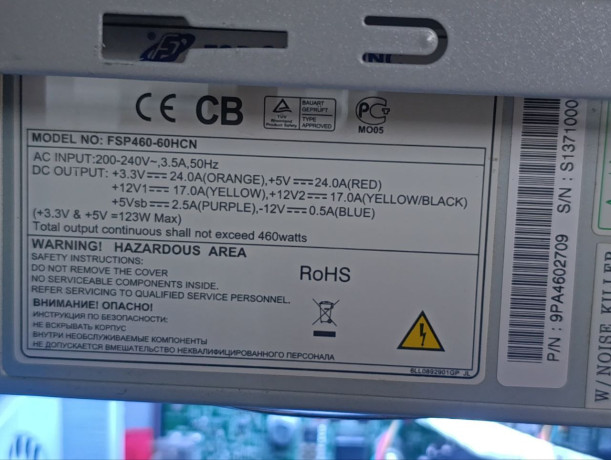 FSP
CE CB
TÜV
BAUART
GEPRÜFT
TYPE
APPROVED
PG
MO05
MODEL NO: FSP460-60HCN
AC INPUT:200-240V~,3.5A,50Hz
DC OUTPUT: +3.3V⎓24.0A(ORANGE),+5V⎓24.0A(RED)
+12V1⎓17.0A(YELLOW),+12V2⎓17.0A(YELLOW/BLACK)
+5Vsb⎓2.5A(PURPLE),-12V⎓0.5A(BLUE)
(+3.3V & +5V =123W Max)
Total output continuous shall not exceed 460watts
WARNING! HAZARDOUS AREA
SAFETY INSTRUCTIONS:
DO NOT REMOVE THE COVER
NO SERVICEABLE COMPONENTS INSIDE.
REFER SERVICING TO QUALIFIED SERVICE PERSONNEL.
RoHS
ВНИМАНИЕ! ОПАСНО!
ИНСТРУКЦИЯ ПО БЕЗОПАСНОСТИ:
НЕ ВСКРЫВАТЬ КОРПУС
ВНУТРИ НЕОБСЛУЖИВАЕМЫЕ КОМПОНЕНТЫ
НЕ ДОПУСКАЕТСЯ ВМЕШАТЕЛЬСТВО НЕКВАЛИФИЦИРОВАННОГО ПЕРСОНАЛА
6LL0892901GP JL
P/N : 9PA4602709 S/N : S1371000
W/ NOISE KILLER